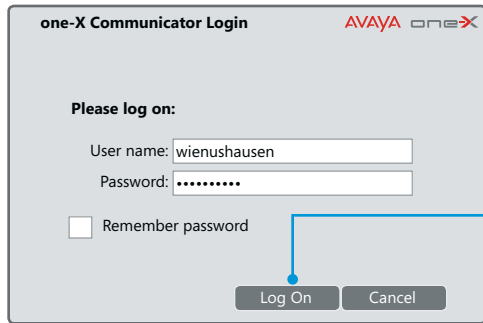 one-X Communicator Login AVAYA one-X
Please log on:
User name: wienushausen
Password: ••••••••••
Remember password
Log On Cancel